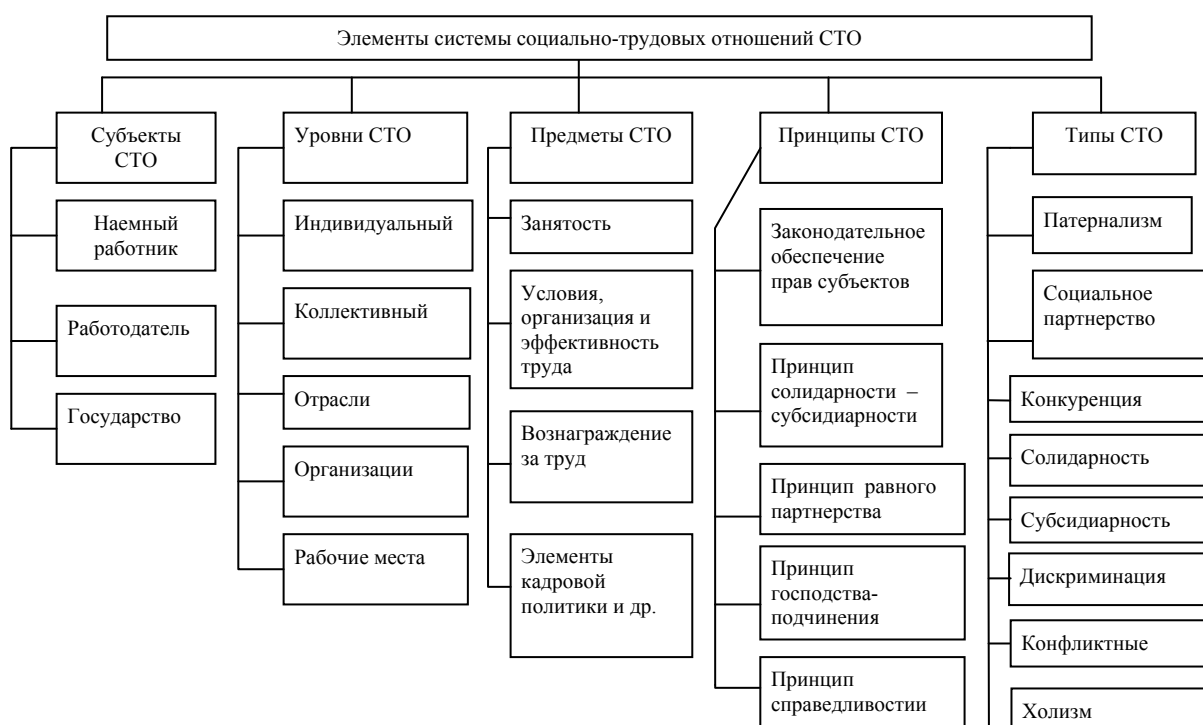 Элементы системы социально-трудовых отношений СТО
Субъекты
СТО
Наемный
работник
Работодатель
Государство
Уровни СТО
Индивидуальный
Коллективный
Отрасли
Организации
Рабочие места
Предметы СТО
Занятость
Условия,
организация и
эффективность
труда
Вознаграждение
за труд
Элементы
кадровой
политики и др.
Принципы СТО
Законодательное
обеспечение
прав субъектов
Принцип
солидарности –
субсидиарности
Принцип равного
партнерства
Принцип
господства-
подчинения
Принцип
справедливостии
Типы СТО
Патернализм
Социальное
партнерство
Конкуренция
Солидарность
Субсидиарность
Дискриминация
Конфликтные
Холизм